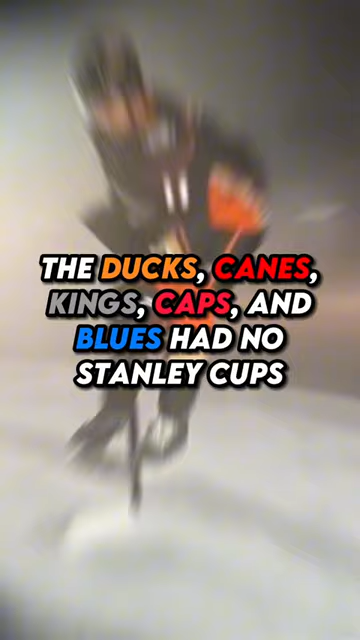 THE DUCKS, CANES,
KINGS, CAPS, AND
BLUES HAD NO
STANLEY CUPS